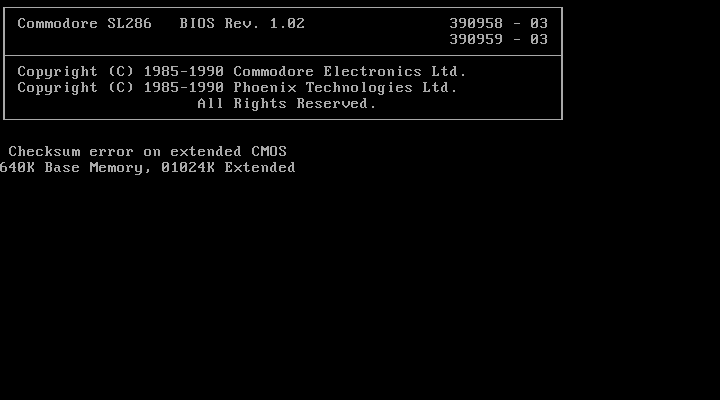 Commodore SL286   BIOS Rev. 1.02                390958 - 03
390959 - 03
Copyright (C) 1985-1990 Commodore Electronics Ltd.
Copyright (C) 1985-1990 Phoenix Technologies Ltd.
All Rights Reserved.
Checksum error on extended CMOS
640K Base Memory, 01024K Extended